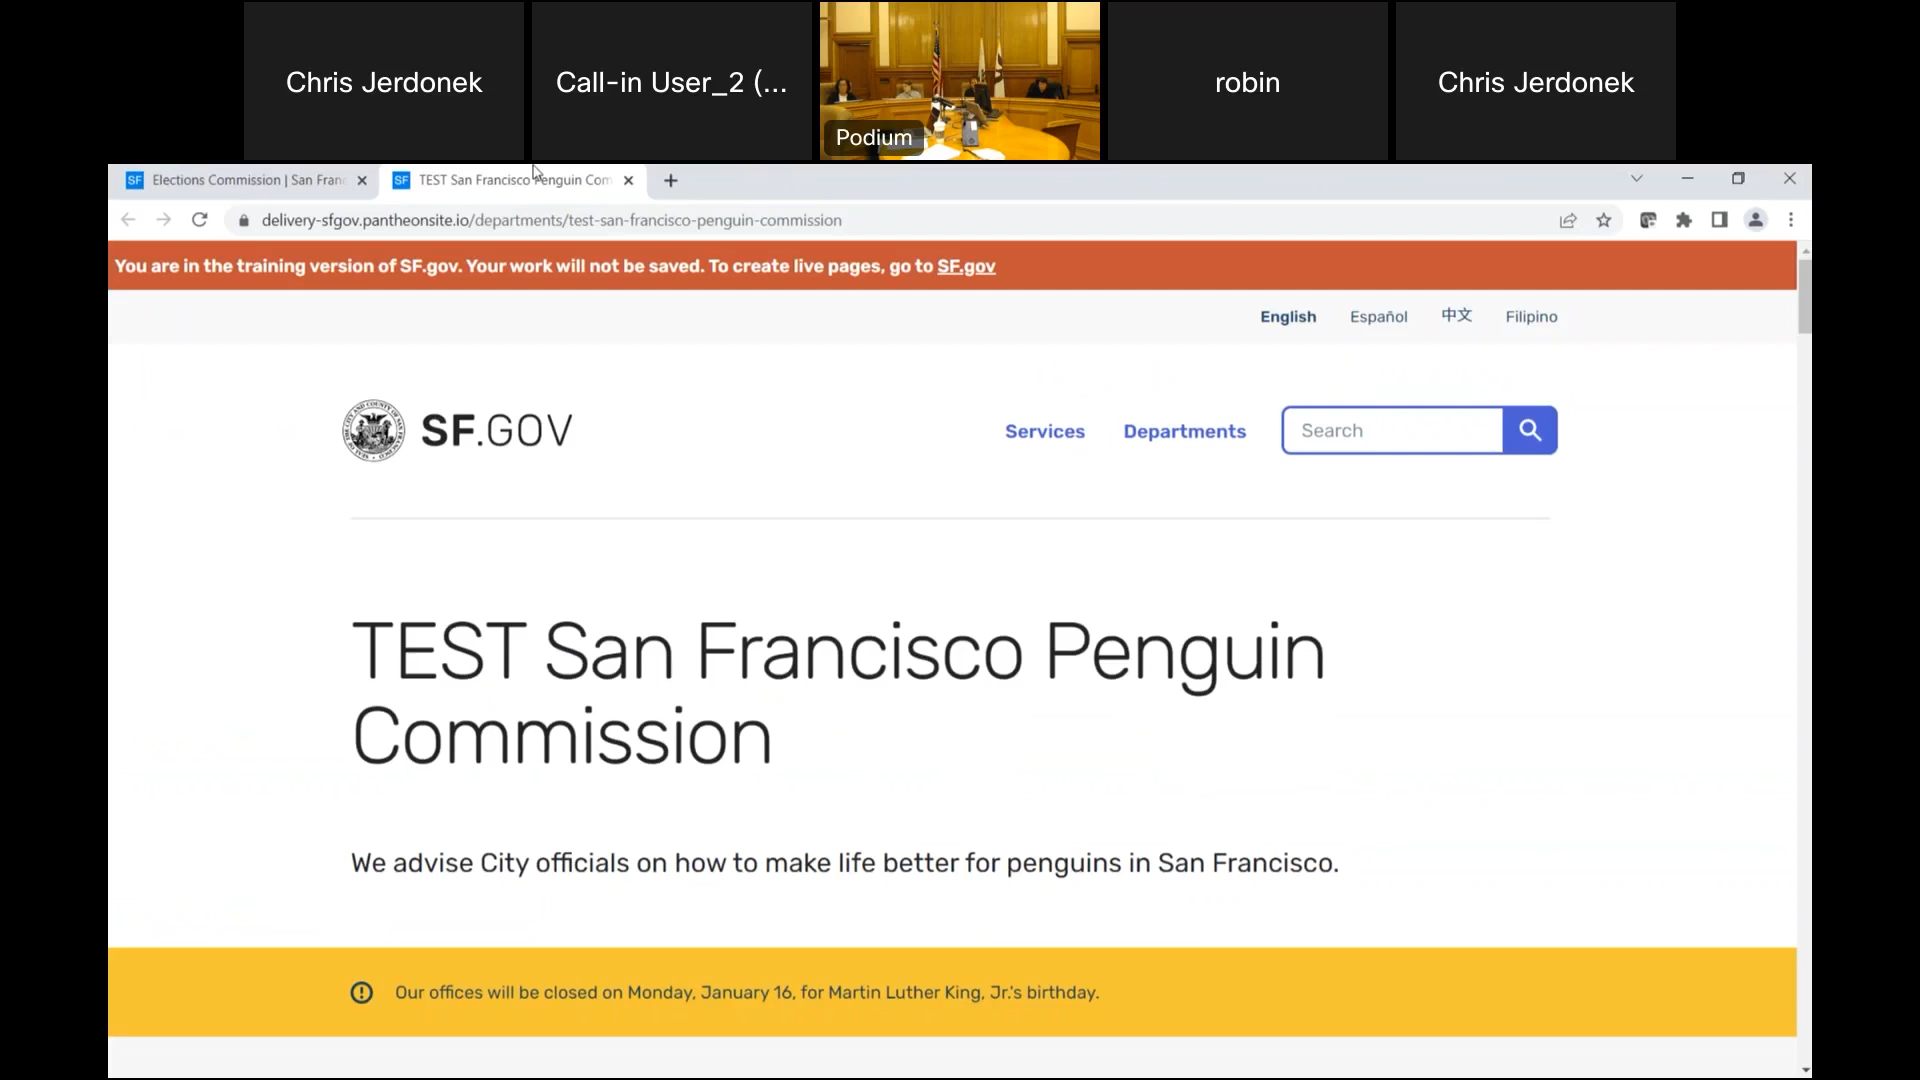 Chris Jerdonek
Call-in User_2 (...
Podium
robin
Chris Jerdonek
SF Elections Commission | San Fran
SF TEST San Francisco Penguin Com
delivery-sfgov.pantheonsite.io/departments/test-san-francisco-penguin-commission
You are in the training version of SF.gov. Your work will not be saved. To create live pages, go to SF.gov
English Español 中文 Filipino
SF.GOV
Services Departments Search
TEST San Francisco Penguin
Commission
We advise City officials on how to make life better for penguins in San Francisco.
Our offices will be closed on Monday, January 16, for Martin Luther King, Jr.'s birthday.